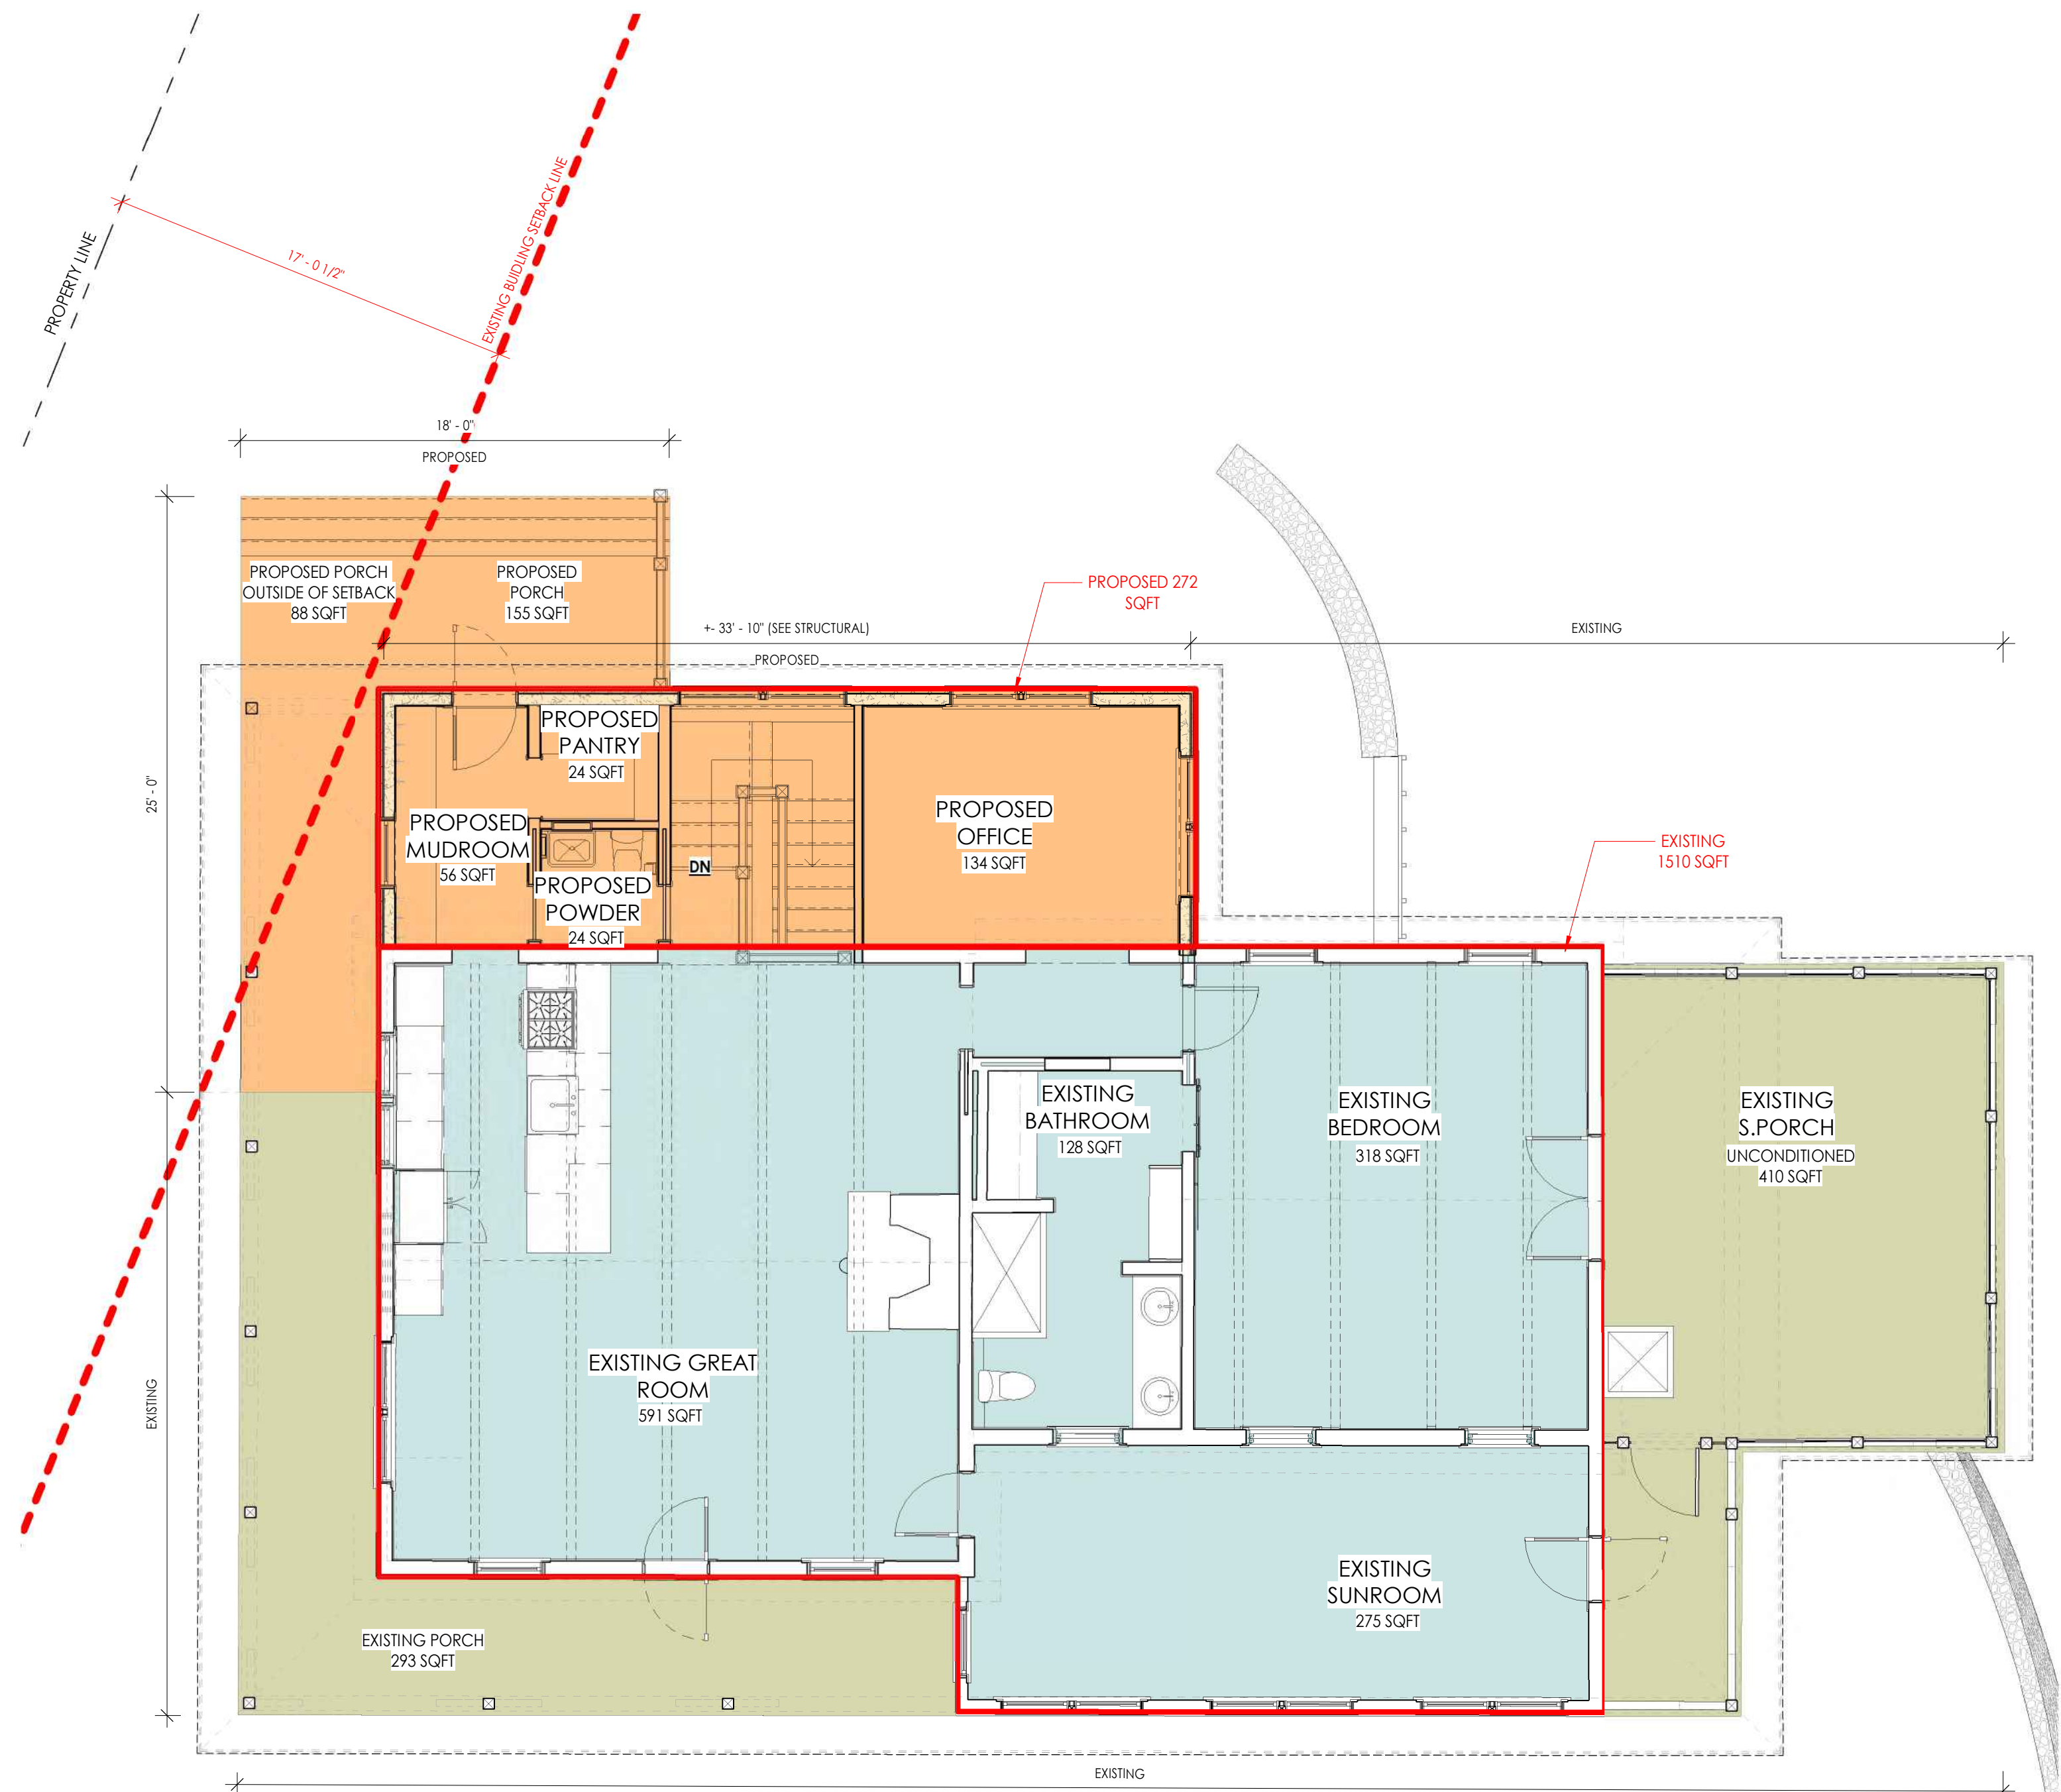 PROPERTY LINE
17' - 0 1/2"
EXISTING BUIDLING SETBACK LINE
18' - 0"
PROPOSED
PROPOSED PORCH
OUTSIDE OF SETBACK
88 SQFT
PROPOSED
PORCH
155 SQFT
PROPOSED 272
SQFT
+- 33' - 10" (SEE STRUCTURAL)
PROPOSED
EXISTING
25' - 0"
PROPOSED
PANTRY
24 SQFT
PROPOSED
MUDROOM
56 SQFT
PROPOSED
POWDER
24 SQFT
DN
PROPOSED
OFFICE
134 SQFT
EXISTING
1510 SQFT
EXISTING
BATHROOM
128 SQFT
EXISTING
BEDROOM
318 SQFT
EXISTING
S.PORCH
UNCONDITIONED
410 SQFT
EXISTING GREAT
ROOM
591 SQFT
EXISTING
EXISTING
SUNROOM
275 SQFT
EXISTING PORCH
293 SQFT
EXISTING